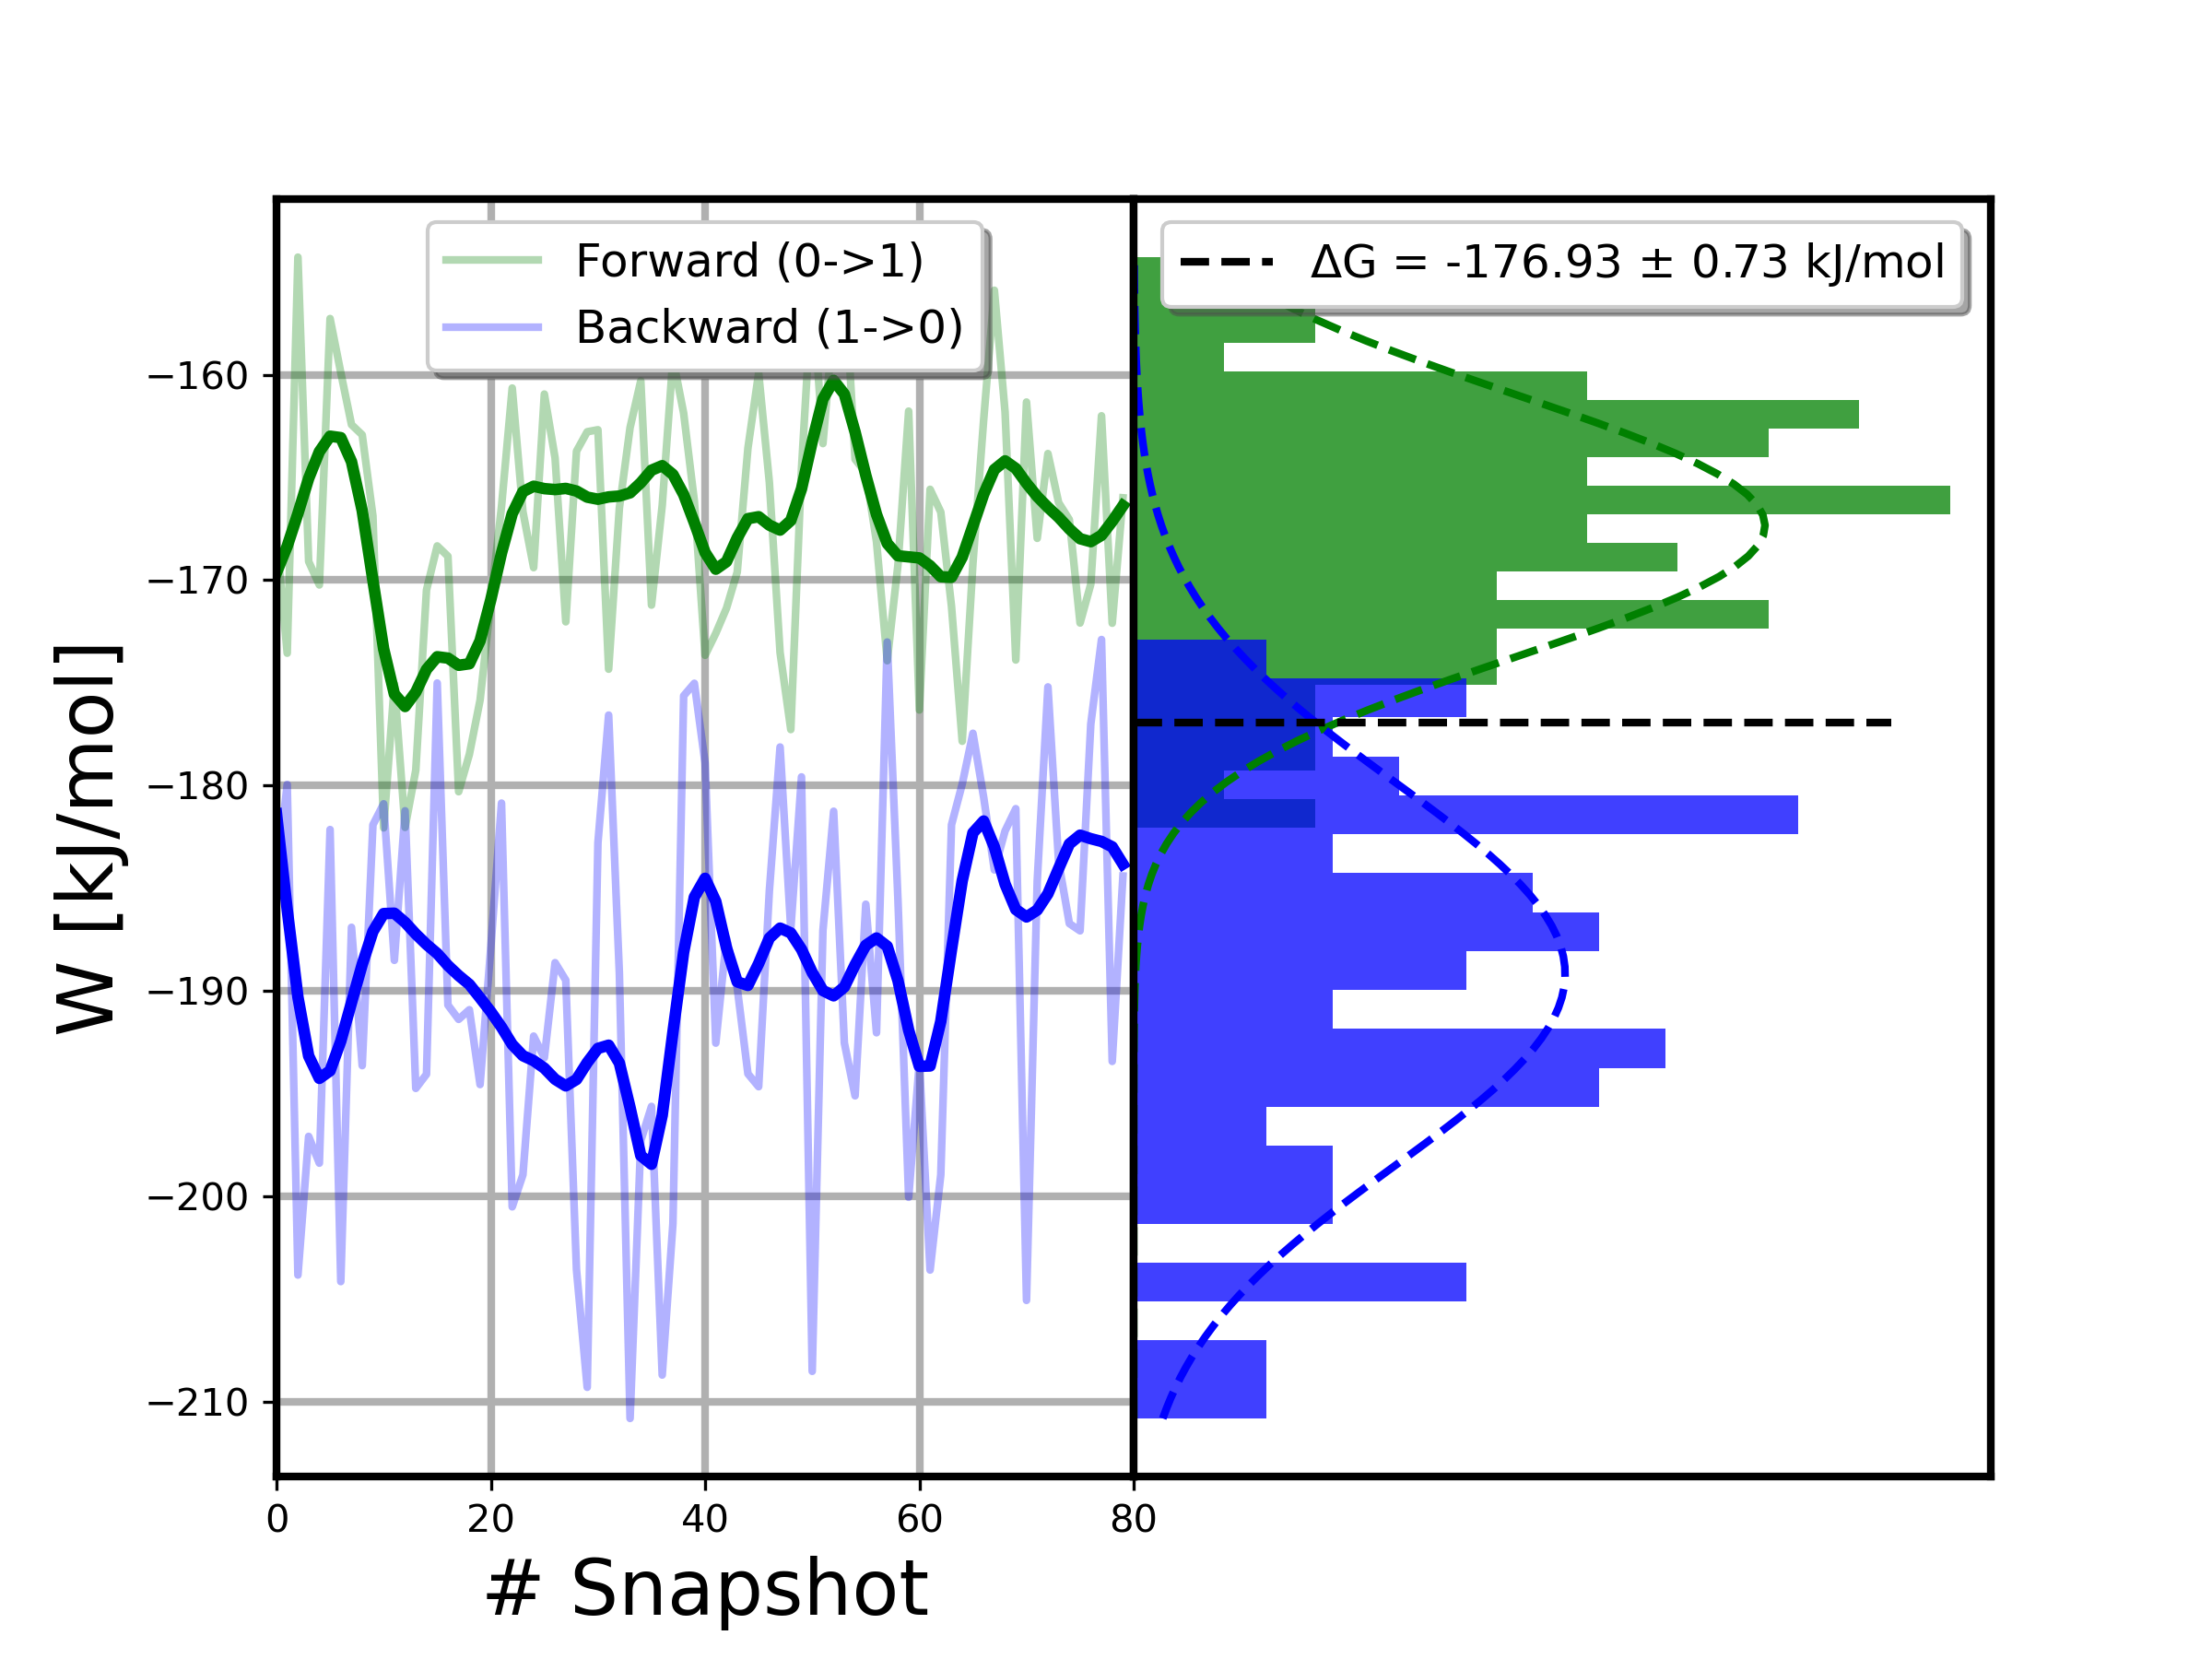 Forward (0->1)
Backward (1->0)
ΔG = -176.93 ± 0.73 kJ/mol
W [kJ/mol]
−160
−170
−180
−190
−200
−210
0 20 40 60 80
# Snapshot